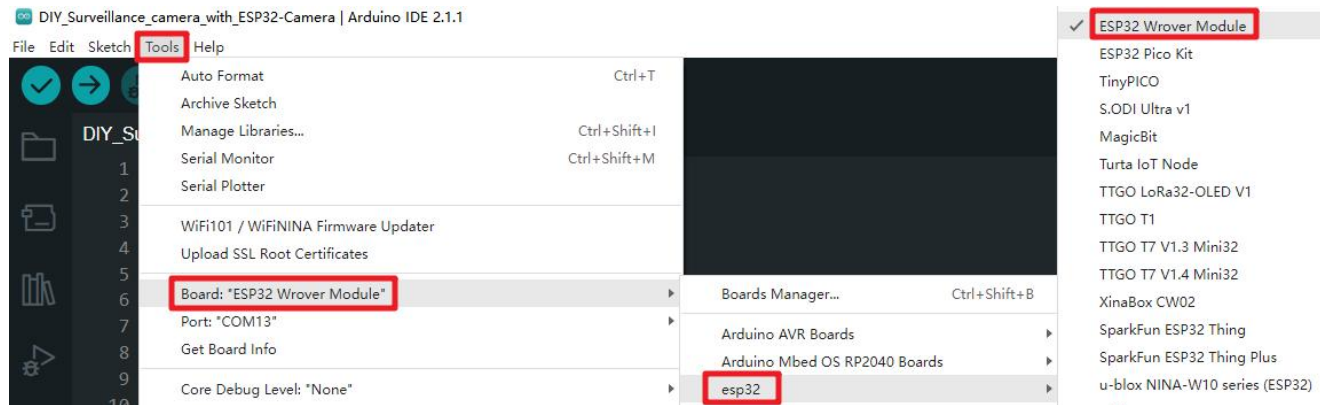 DIY_Surveillance_camera_with_ESP32-Camera | Arduino IDE 2.1.1
File Edit Sketch Tools Help
Auto Format Ctrl+T
Archive Sketch
Manage Libraries... Ctrl+Shift+I
Serial Monitor Ctrl+Shift+M
Serial Plotter
WiFi101 / WiFiNINA Firmware Updater
Upload SSL Root Certificates
Board: "ESP32 Wrover Module"
Port: "COM13"
Get Board Info
Core Debug Level: "None"
DIY_Su
1
2
3
4
5
6
7
8
9
10
Boards Manager... Ctrl+Shift+B
Arduino AVR Boards
Arduino Mbed OS RP2040 Boards
esp32
ESP32 Wrover Module
ESP32 Pico Kit
TinyPICO
S.ODI Ultra v1
MagicBit
Turta IoT Node
TTGO LoRa32-OLED V1
TTGO T1
TTGO T7 V1.3 Mini32
TTGO T7 V1.4 Mini32
XinaBox CW02
SparkFun ESP32 Thing
SparkFun ESP32 Thing Plus
u-blox NINA-W10 series (ESP32)